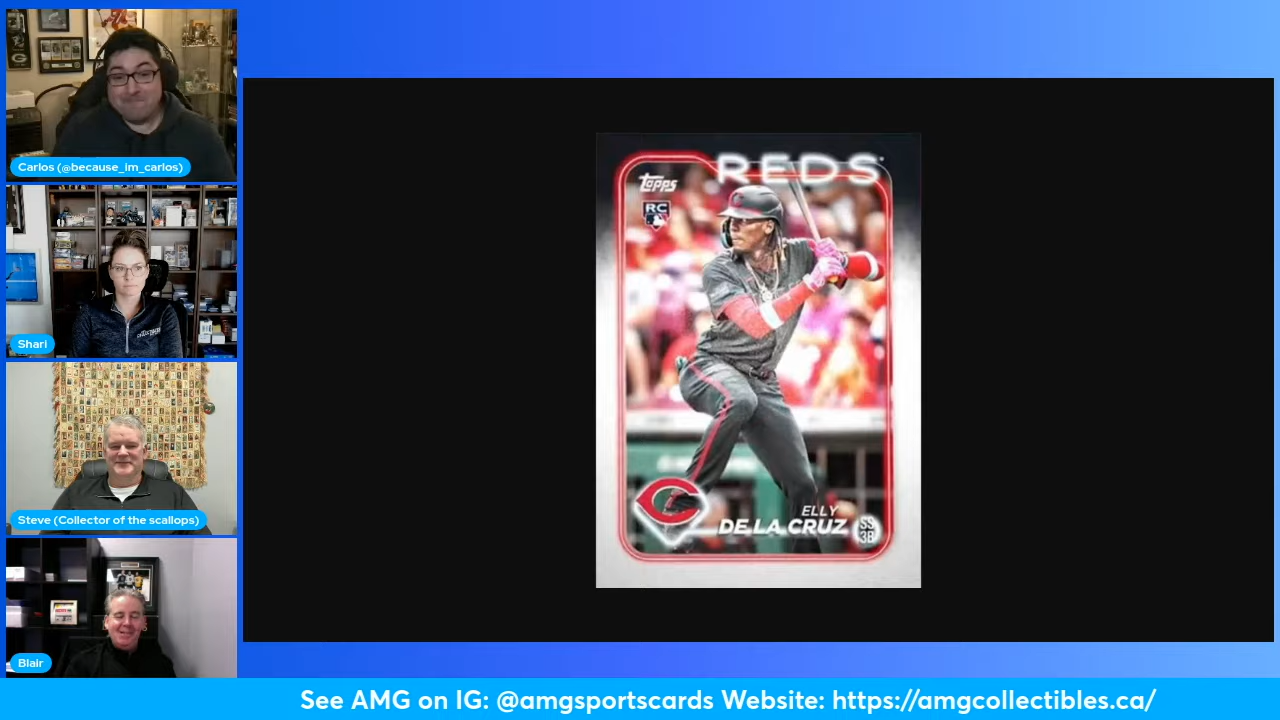 Carlos (@because_im_carlos)
Shari
Steve (Collector of the scallops)
Blair
REDS
Topps
RC
ELLY
DE LA CRUZ
SS
3B
See AMG on IG: @amgsportscards Website: https://amgcollectibles.ca/